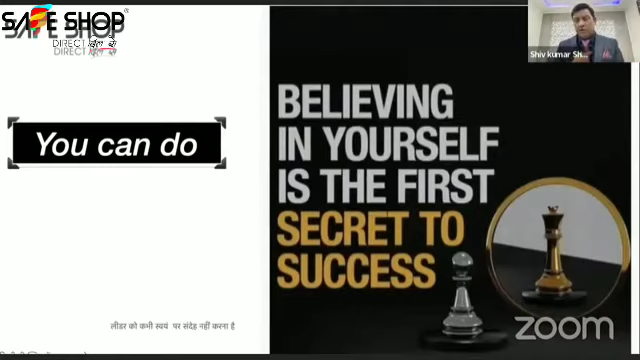 SAFE SHOP
You can do
BELIEVING
IN YOURSELF
IS THE FIRST
SECRET TO
SUCCESS
Shiv kumar Sh...
लीडर को कभी स्वयं पर संदेह नहीं करना है
zoom